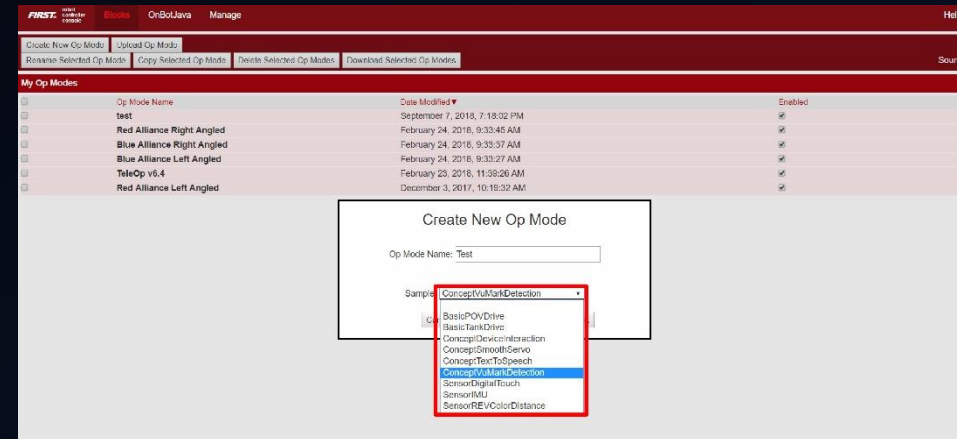 FIRST. robot controller console Blocks OnBotJava Manage Hel
Create New Op Mode Upload Op Mode
Rename Selected Op Mode Copy Selected Op Mode Delete Selected Op Modes Download Selected Op Modes Sour
My Op Modes
Op Mode Name Date Modified▼ Enabled
test September 7, 2018, 7:18:02 PM
Red Alliance Right Angled February 24, 2018, 9:33:45 AM
Blue Alliance Right Angled February 24, 2018, 9:33:37 AM
Blue Alliance Left Angled February 24, 2018, 9:33:27 AM
TeleOp v6.4 February 23, 2018, 11:39:26 AM
Red Alliance Left Angled December 3, 2017, 10:19:32 AM
Create New Op Mode
Op Mode Name: Test
Sample: ConceptVuMarkDetection
BasicPOVDrive
BasicTankDrive
ConceptDeviceInteraction
ConceptSmoothServo
ConceptTextToSpeech
ConceptVuMarkDetection
SensorDigitalTouch
SensorIMU
SensorREVColorDistance